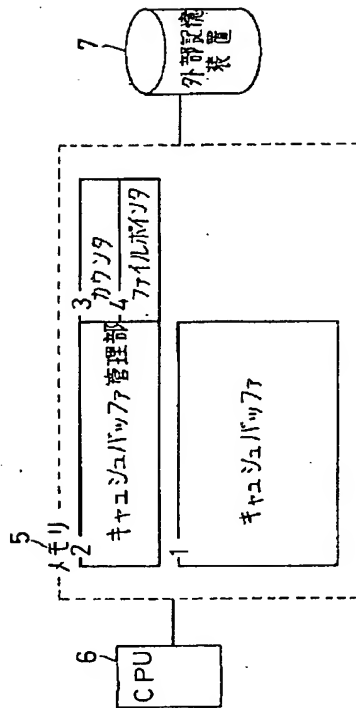 5
メモリ
2
キャッシュバッファ管理部
3
カウンタ
4
ファイルポインタ
1
キャッシュバッファ
6
CPU
7
外部記憶
装置